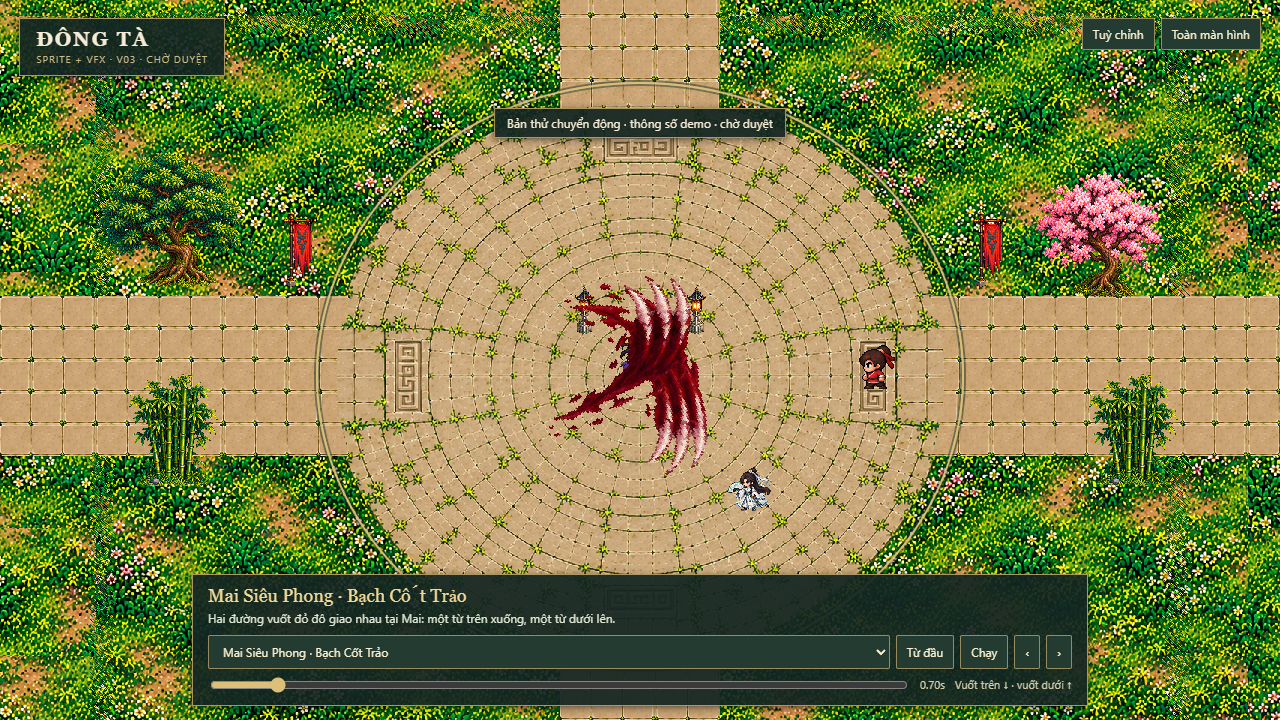 ĐÔNG TÀ
SPRITE + VFX · V03 · CHỜ DUYỆT
Tuỳ chỉnh
Toàn màn hình
Bản thử chuyển động · thông số demo · chờ duyệt
Mai Siêu Phong · Bạch Cốt Trảo
Hai đường vuốt đỏ đô giao nhau tại Mai: một từ trên xuống, một từ dưới lên.
Mai Siêu Phong · Bạch Cốt Trảo
Từ đầu
Chạy
‹
›
0.70s
Vuốt trên ↓ · vuốt dưới ↑